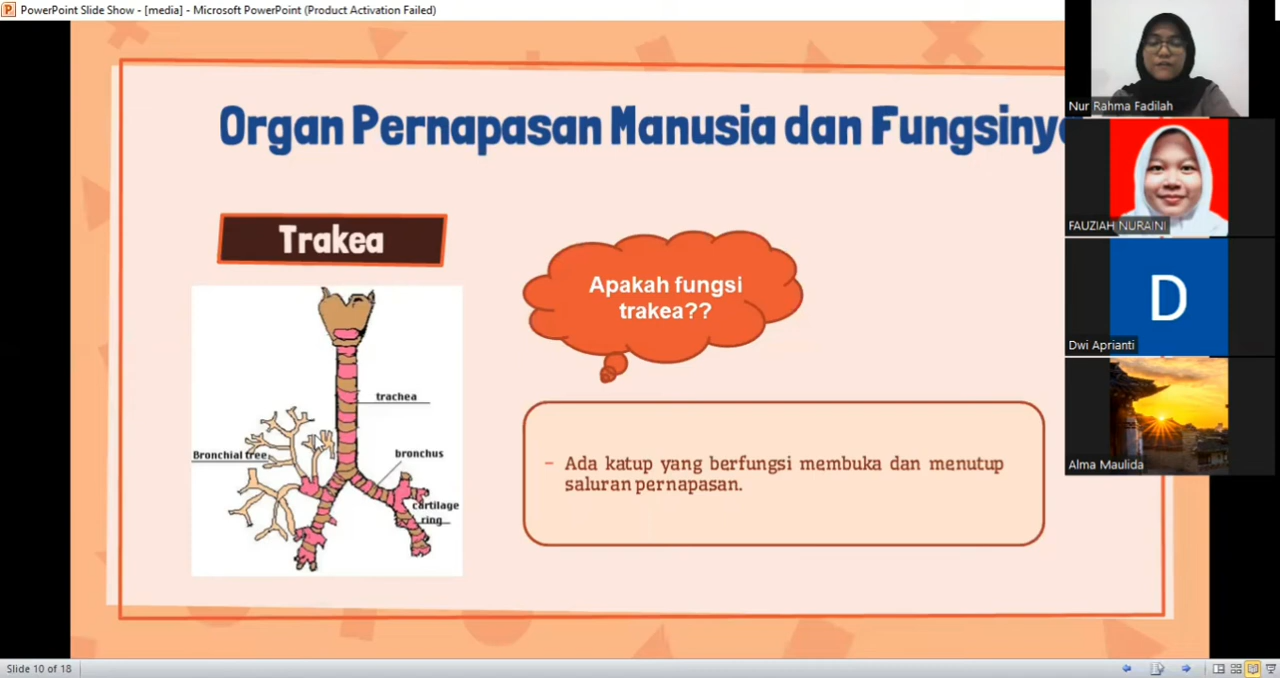 PowerPoint Slide Show - [media] - Microsoft PowerPoint (Product Activation Failed)
Organ Pernapasan Manusia dan Fungsinya
Trakea
Apakah fungsi
trakea??
trachea
Bronchial tree
bronchus
cartilage
ring
- Ada katup yang berfungsi membuka dan menutup
saluran pernapasan.
Nur Rahma Fadilah
FAUZIAH NURAINI
D
Dwi Aprianti
Alma Maulida
Slide 10 of 18